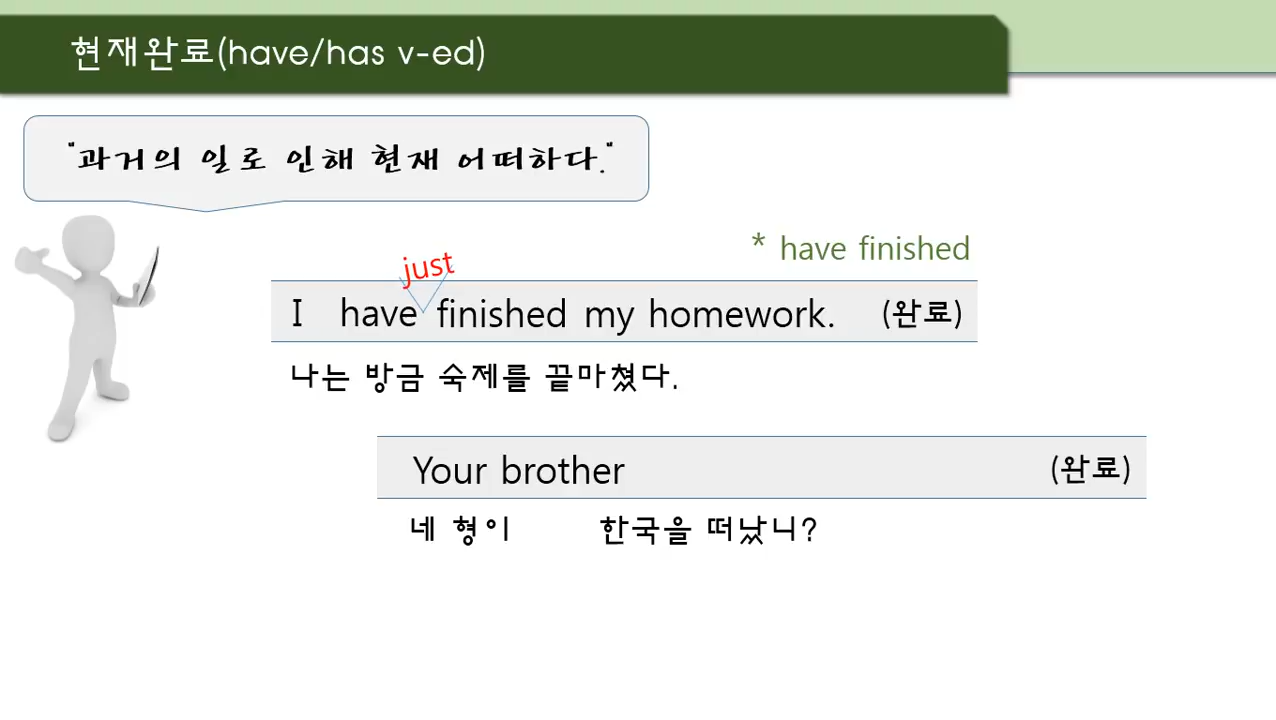 현재완료(have/has v-ed)
"과거의 일로 인해 현재 어떠하다."
* have finished
just
I have finished my homework. (완료)
나는 방금 숙제를 끝마쳤다.
Your brother (완료)
네 형이 한국을 떠났니?